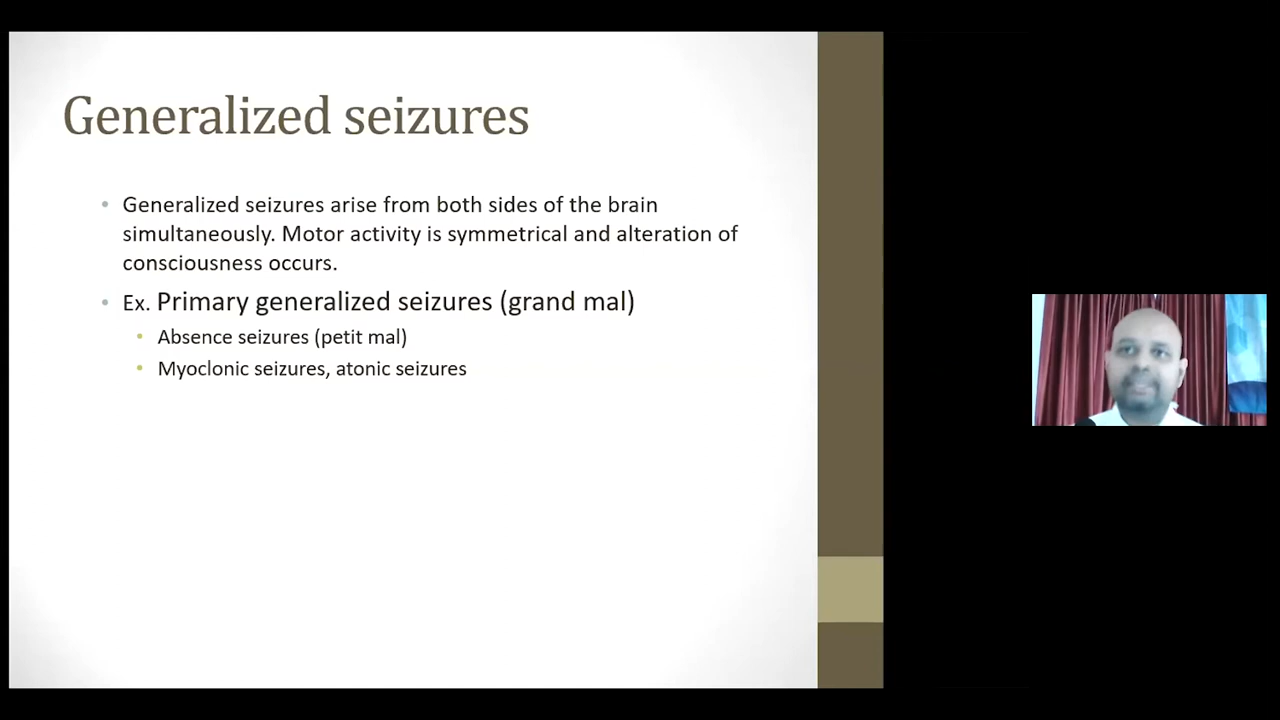 Generalized seizures
Generalized seizures arise from both sides of the brain
simultaneously. Motor activity is symmetrical and alteration of
consciousness occurs.
Ex. Primary generalized seizures (grand mal)
Absence seizures (petit mal)
Myoclonic seizures, atonic seizures